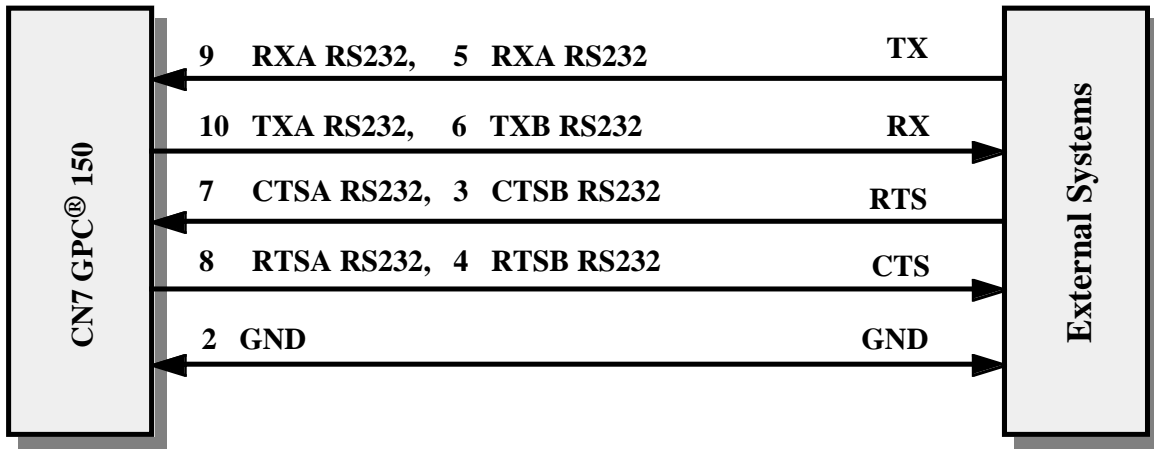 CN7 GPC® 150
9 RXA RS232, 5 RXA RS232 TX
10 TXA RS232, 6 TXB RS232 RX
7 CTSA RS232, 3 CTSB RS232 RTS
8 RTSA RS232, 4 RTSB RS232 CTS
2 GND GND
External Systems